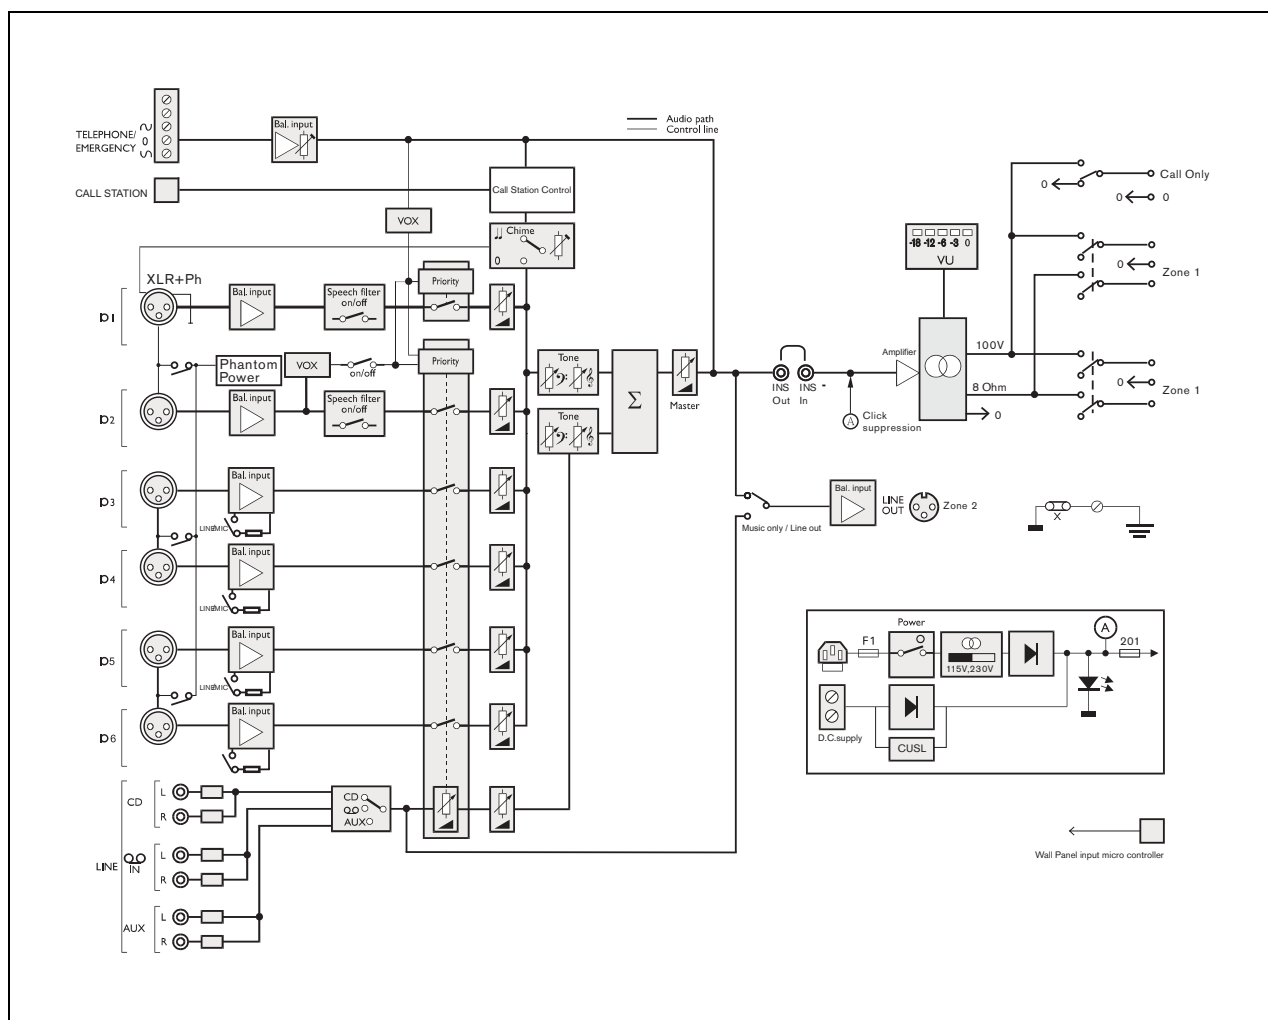 Audio path
Control line
TELEPHONE/
EMERGENCY
0
Bal. input
CALL STATION
Call Station Control
VOX
Chime
0
XLR+Ph
Priority
1
Bal. input
Speech filter
on/off
Phantom
Power
VOX
on/off
Priority
2
Bal. input
Speech filter
on/off
Tone
Σ
Master
Tone
3
Bal. input
LINE/MIC
4
Bal. input
LINE/MIC
5
Bal. input
LINE/MIC
6
Bal. input
CD
L
R
CD
AUX
LINE
IN
L
R
AUX
L
R
INS
Out
INS
In
-
A
Click
suppression
Amplifier
-18 -12 -6 -3 0
VU
100V
8 Ohm
0
0
Call Only
0
0
0
Zone 1
0
Zone 1
Music only / Line out
Bal. input
LINE
OUT
Zone 2
X
F1
Power
115V,230V
A
201
D.C.supply
CUSL
Wall Panel input micro controller